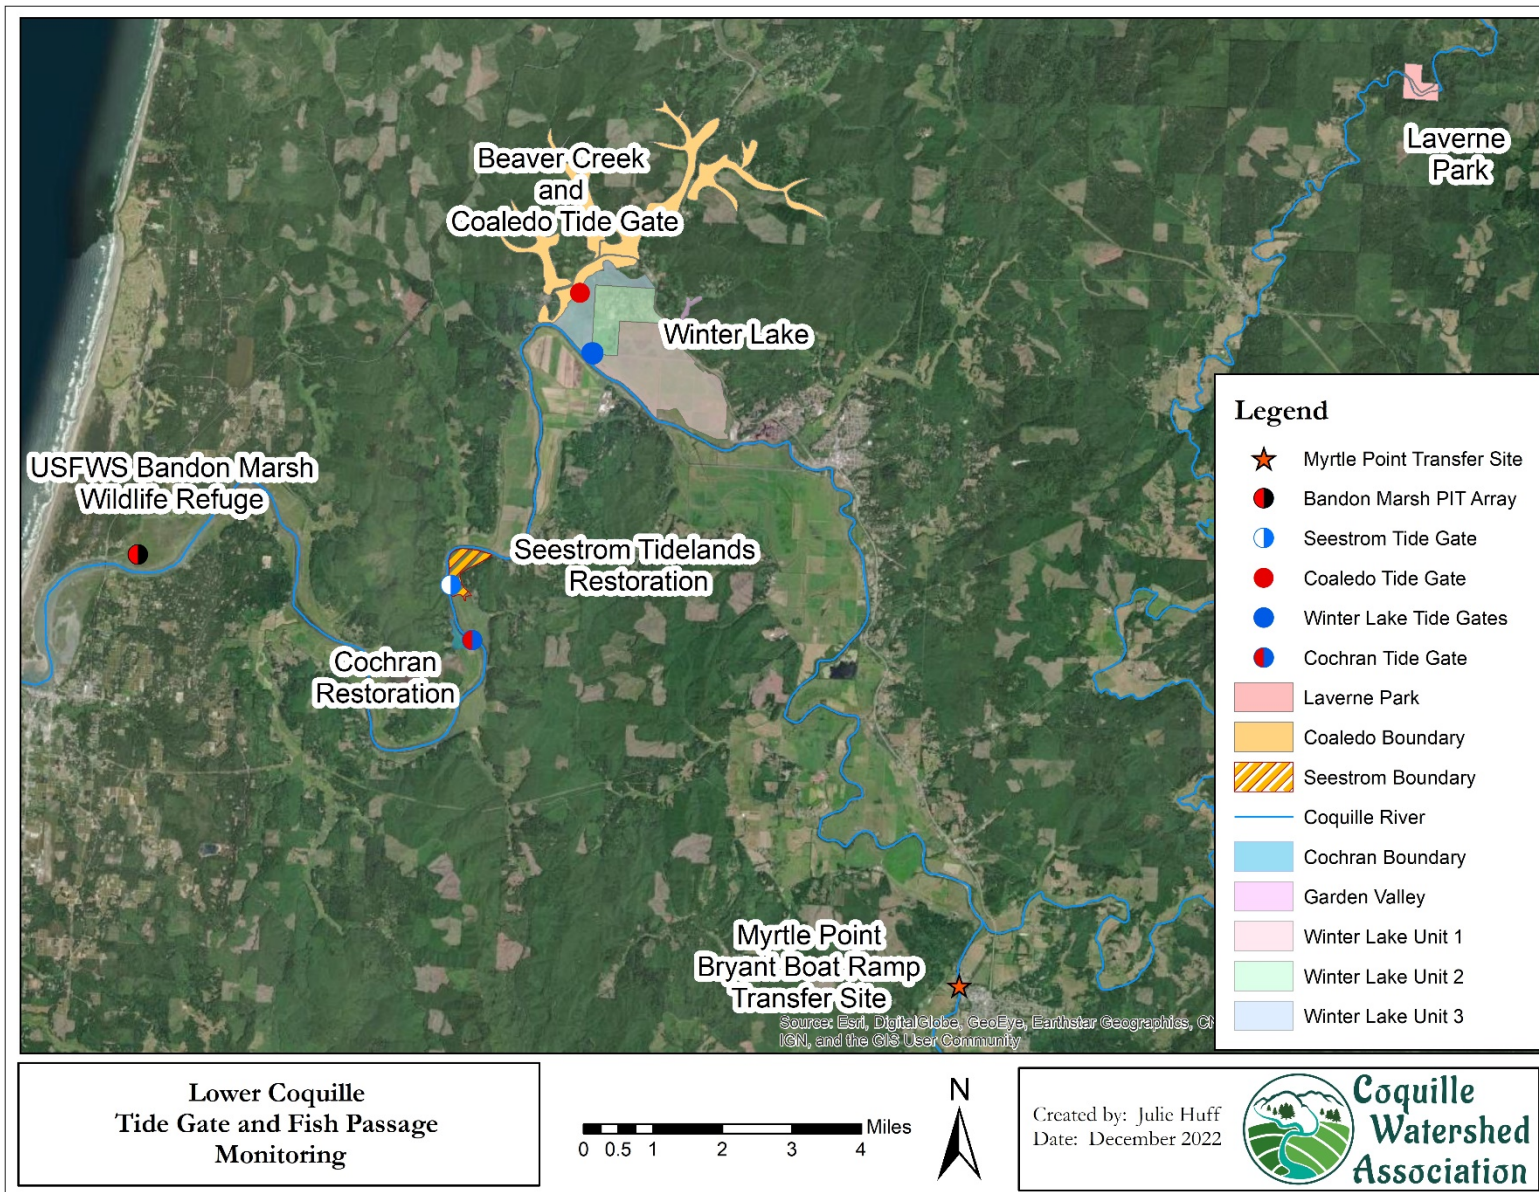 Beaver Creek
and
Coaledo Tide Gate
Laverne
Park
Winter Lake
USFWS Bandon Marsh
Wildlife Refuge
Seestrom Tidelands
Restoration
Cochran
Restoration
Myrtle Point
Bryant Boat Ramp
Transfer Site
Source: Esri, DigitalGlobe, GeoEye, Earthstar Geographics,
IGN, and the GIS User Community
Legend
Myrtle Point Transfer Site
Bandon Marsh PIT Array
Seestrom Tide Gate
Coaledo Tide Gate
Winter Lake Tide Gates
Cochran Tide Gate
Laverne Park
Coaledo Boundary
Seestrom Boundary
Coquille River
Cochran Boundary
Garden Valley
Winter Lake Unit 1
Winter Lake Unit 2
Winter Lake Unit 3
Lower Coquille
Tide Gate and Fish Passage
Monitoring
Miles
0 0.5 1 2 3 4
N
Created by: Julie Huff
Date: December 2022
Coquille
Watershed
Association